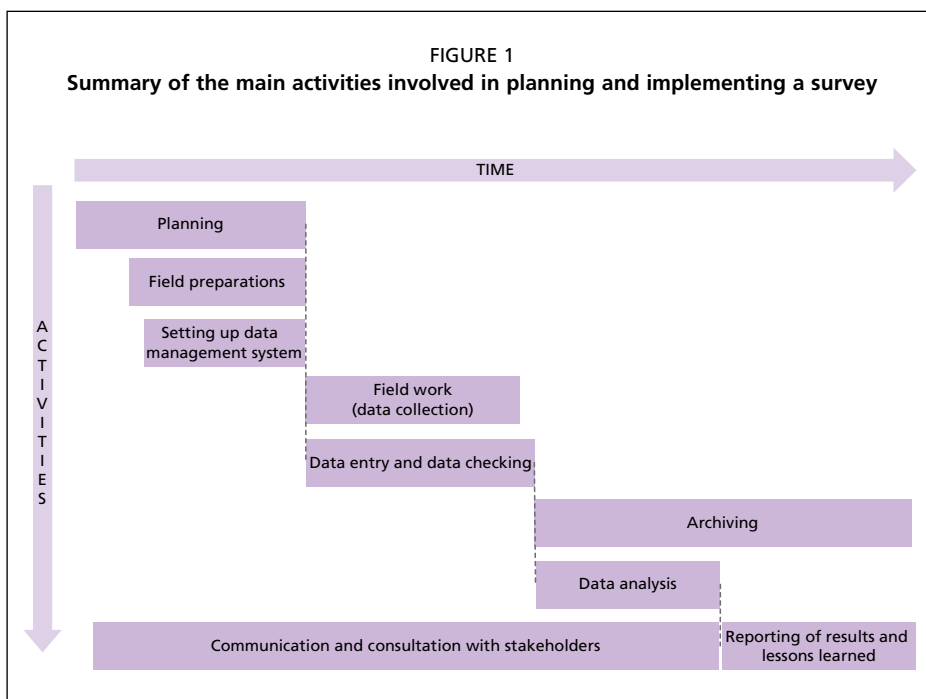 FIGURE 1
Summary of the main activities involved in planning and implementing a survey
TIME
ACTIVITIES
Planning
Field preparations
Setting up data
management system
Field work
(data collection)
Data entry and data checking
Archiving
Data analysis
Communication and consultation with stakeholders
Reporting of results and
lessons learned